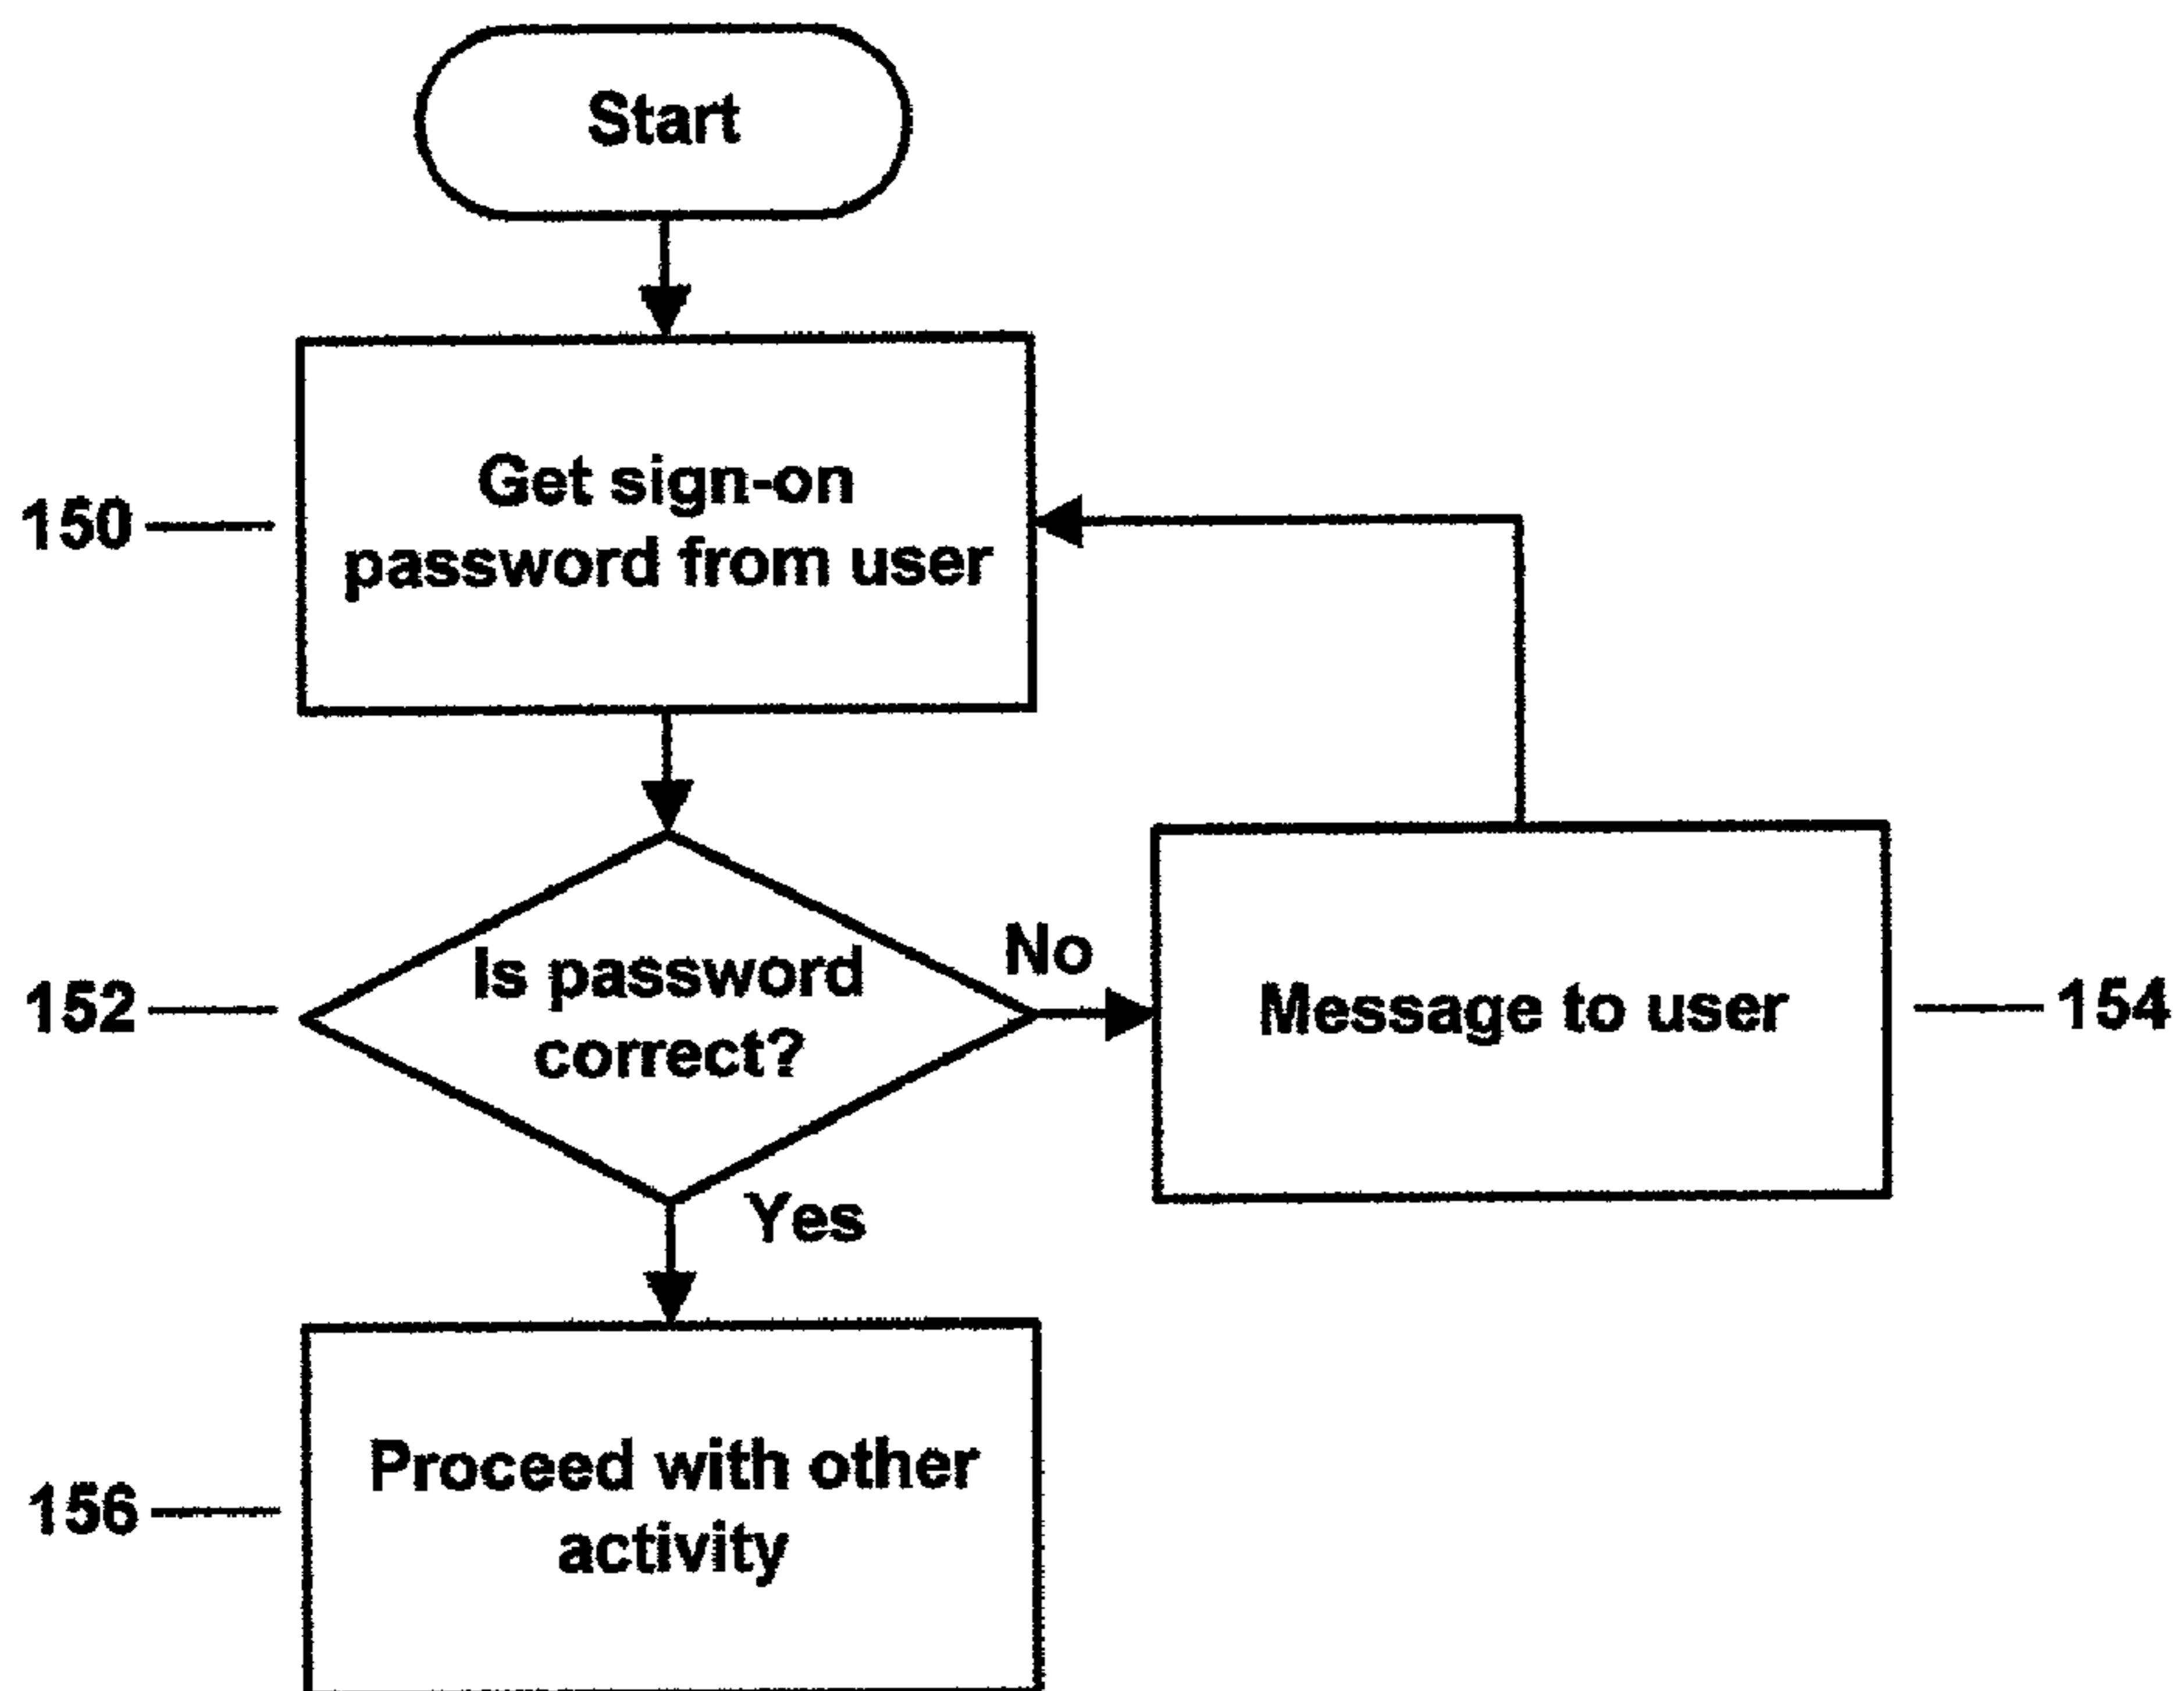 Start
150
Get sign-on
password from user
152
Is password
correct?
No
Message to user
154
Yes
156
Proceed with other
activity